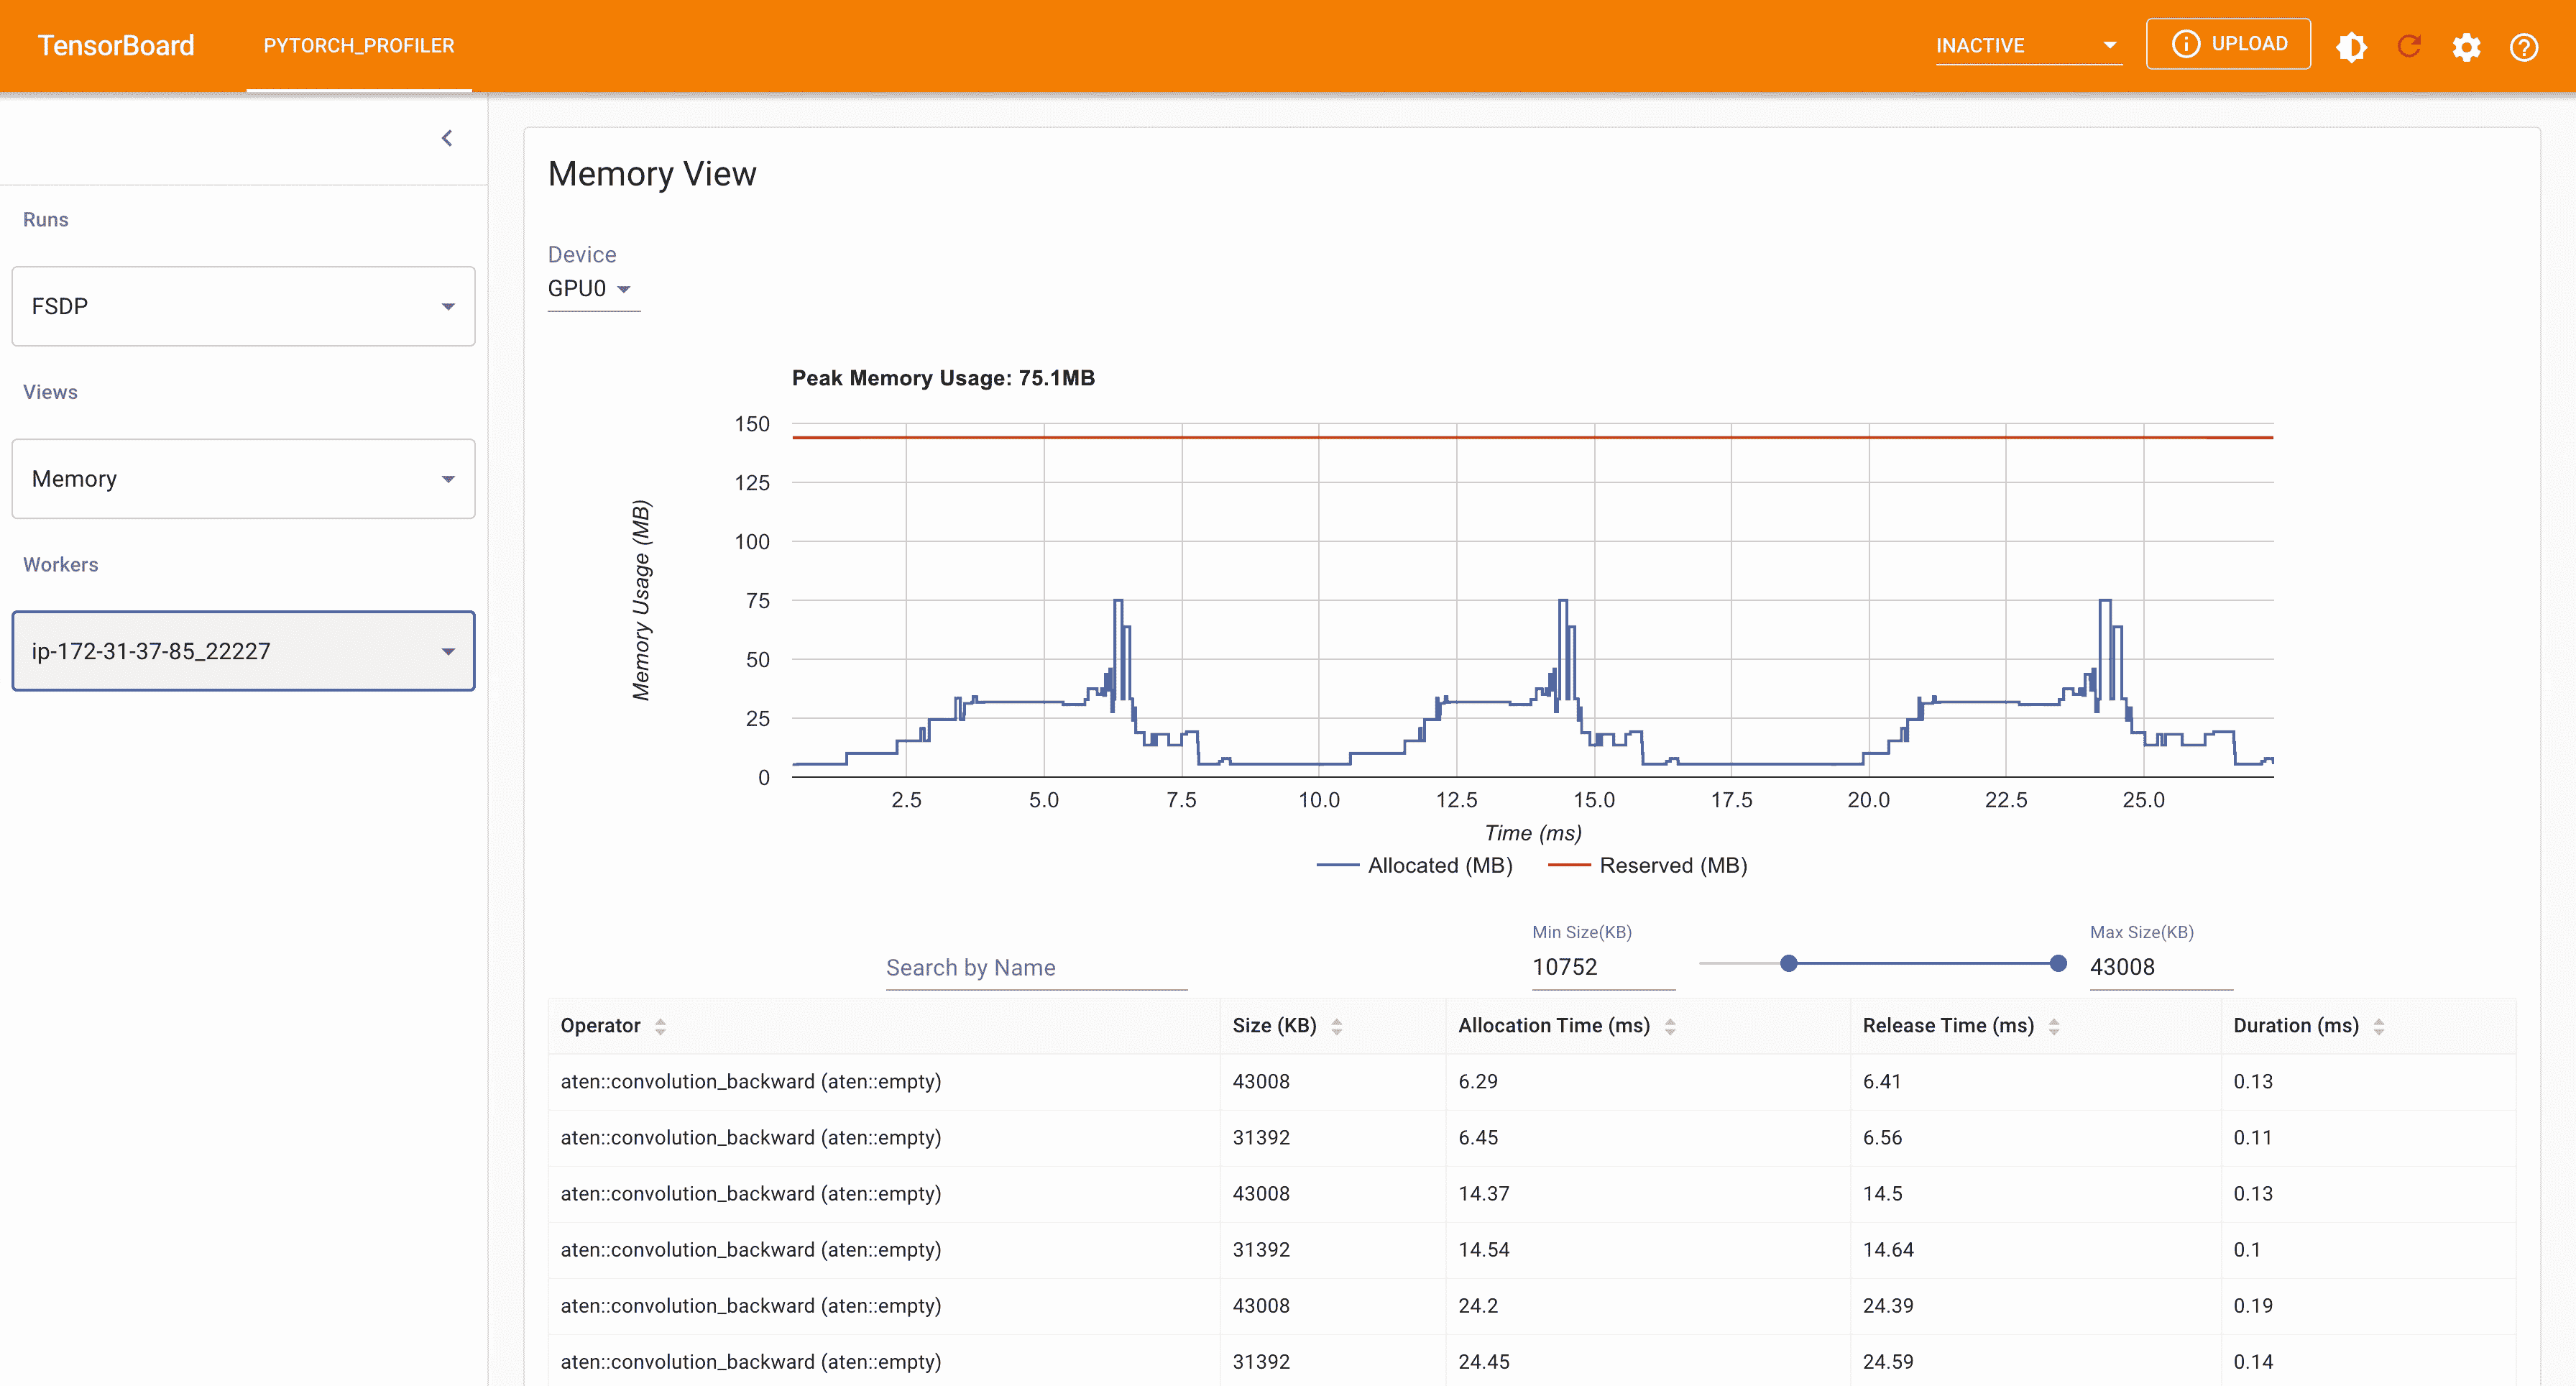 TensorBoard PYTORCH_PROFILER INACTIVE UPLOAD
Runs
FSDP
Views
Memory
Workers
ip-172-31-37-85_22227
Memory View
Device
GPU0
Peak Memory Usage: 75.1MB
Memory Usage (MB)
150
125
100
75
50
25
0
2.5 5.0 7.5 10.0 12.5 15.0 17.5 20.0 22.5 25.0
Time (ms)
Allocated (MB) Reserved (MB)
Search by Name
Min Size(KB)
10752
Max Size(KB)
43008
Operator Size (KB) Allocation Time (ms) Release Time (ms) Duration (ms)
aten::convolution_backward (aten::empty) 43008 6.29 6.41 0.13
aten::convolution_backward (aten::empty) 31392 6.45 6.56 0.11
aten::convolution_backward (aten::empty) 43008 14.37 14.5 0.13
aten::convolution_backward (aten::empty) 31392 14.54 14.64 0.1
aten::convolution_backward (aten::empty) 43008 24.2 24.39 0.19
aten::convolution_backward (aten::empty) 31392 24.45 24.59 0.14